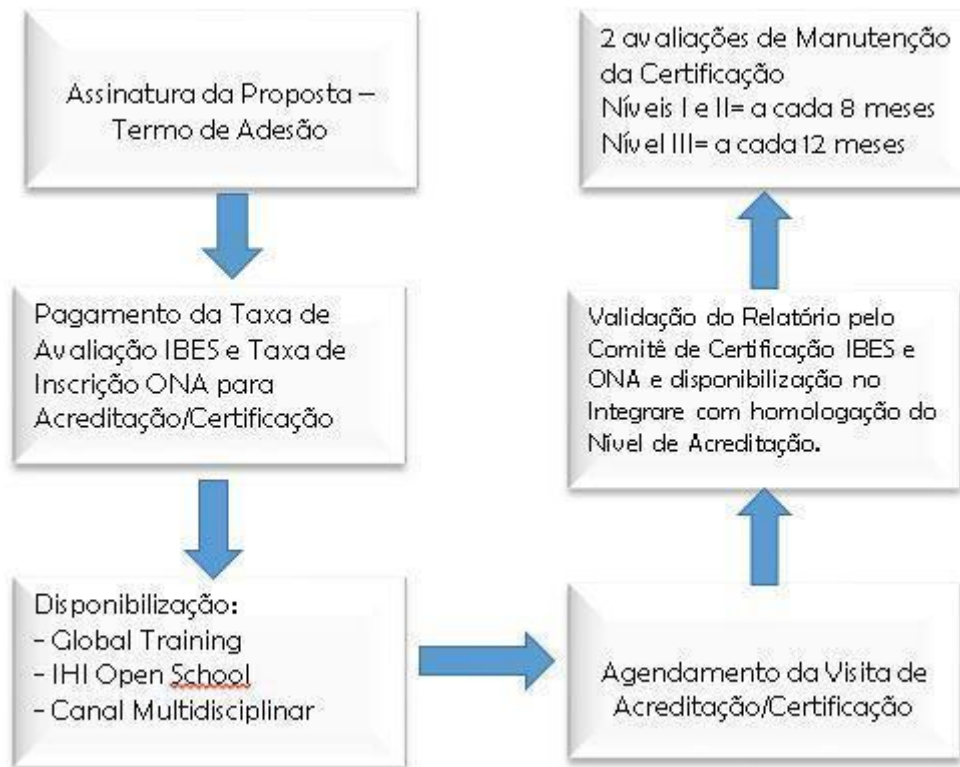 Assinatura da Proposta –
Termo de Adesão
Pagamento da Taxa de
Avaliação IBES e Taxa de
Inscrição ONA para
Acreditação/Certificação
Disponibilização:
- Global Training
- IHI Open School
- Canal Multidisciplinar
Agendamento da Visita de
Acreditação/Certificação
Validação do Relatório pelo
Comitê de Certificação IBES e
ONA e disponibilização no
Integrare com homologação do
Nível de Acreditação.
2 avaliações de Manutenção
da Certificação
Níveis I e II= a cada 8 meses
Nível III= a cada 12 meses